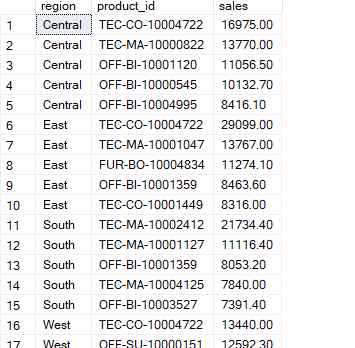 region product_id sales
1 Central TEC-CO-10004722 16975.00
2 Central TEC-MA-10000822 13770.00
3 Central OFF-BI-10001120 11056.50
4 Central OFF-BI-10000545 10132.70
5 Central OFF-BI-10004995 8416.10
6 East TEC-CO-10004722 29099.00
7 East TEC-MA-10001047 13767.00
8 East FUR-BO-10004834 11274.10
9 East OFF-BI-10001359 8463.60
10 East TEC-CO-10001449 8316.00
11 South TEC-MA-10002412 21734.40
12 South TEC-MA-10001127 11116.40
13 South OFF-BI-10001359 8053.20
14 South TEC-MA-10004125 7840.00
15 South OFF-BI-10003527 7391.40
16 West TEC-CO-10004722 13440.00
17 West OFF-SU-10000151 12592.30